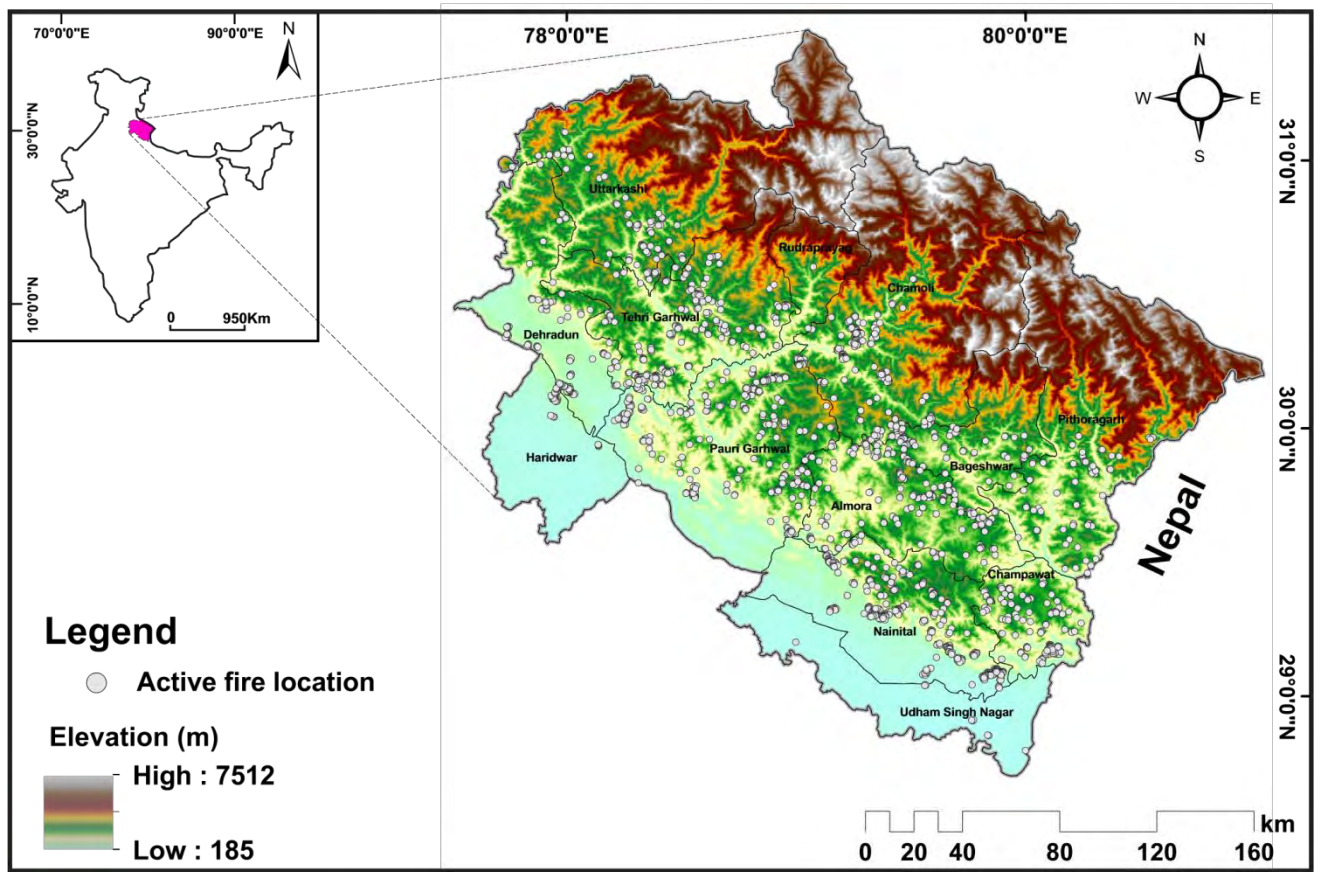 70°0'0"E
90°0'0"E
N
30°0'0"N
10°0'0"N
0
950Km
78°0'0"E
80°0'0"E
N
W
E
S
31°0'0"N
30°0'0"N
29°0'0"N
Uttarkashi
Rudraprayag
Chamoli
Tehri Garhwal
Dehradun
Pithoragarh
Pauri Garhwal
Haridwar
Bageshwar
Almora
Nepal
Champawat
Nainital
Udham Singh Nagar
Legend
Active fire location
Elevation (m)
High : 7512
Low : 185
km
0 20 40 80 120 160